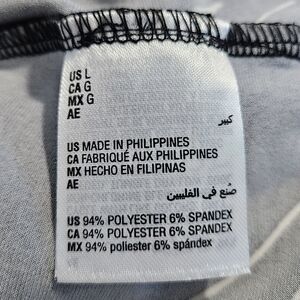 US L
CA G
MX G
AE
كبير
US MADE IN PHILIPPINES
CA FABRIQUÉ AUX PHILIPPINES
MX HECHO EN FILIPINAS
AE
صُنع في الفلبين
US 94% POLYESTER 6% SPANDEX
CA 94% POLYESTER 6% SPANDEX
MX 94% poliester 6% spándex